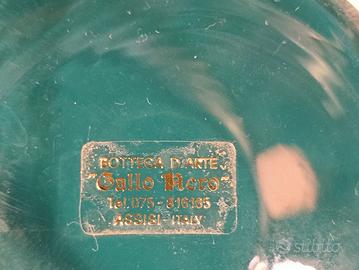 BOTTEGA D'ARTE
"Gallo Nero"
Tel. 075 - 816165
ASSISI - ITALY
subito